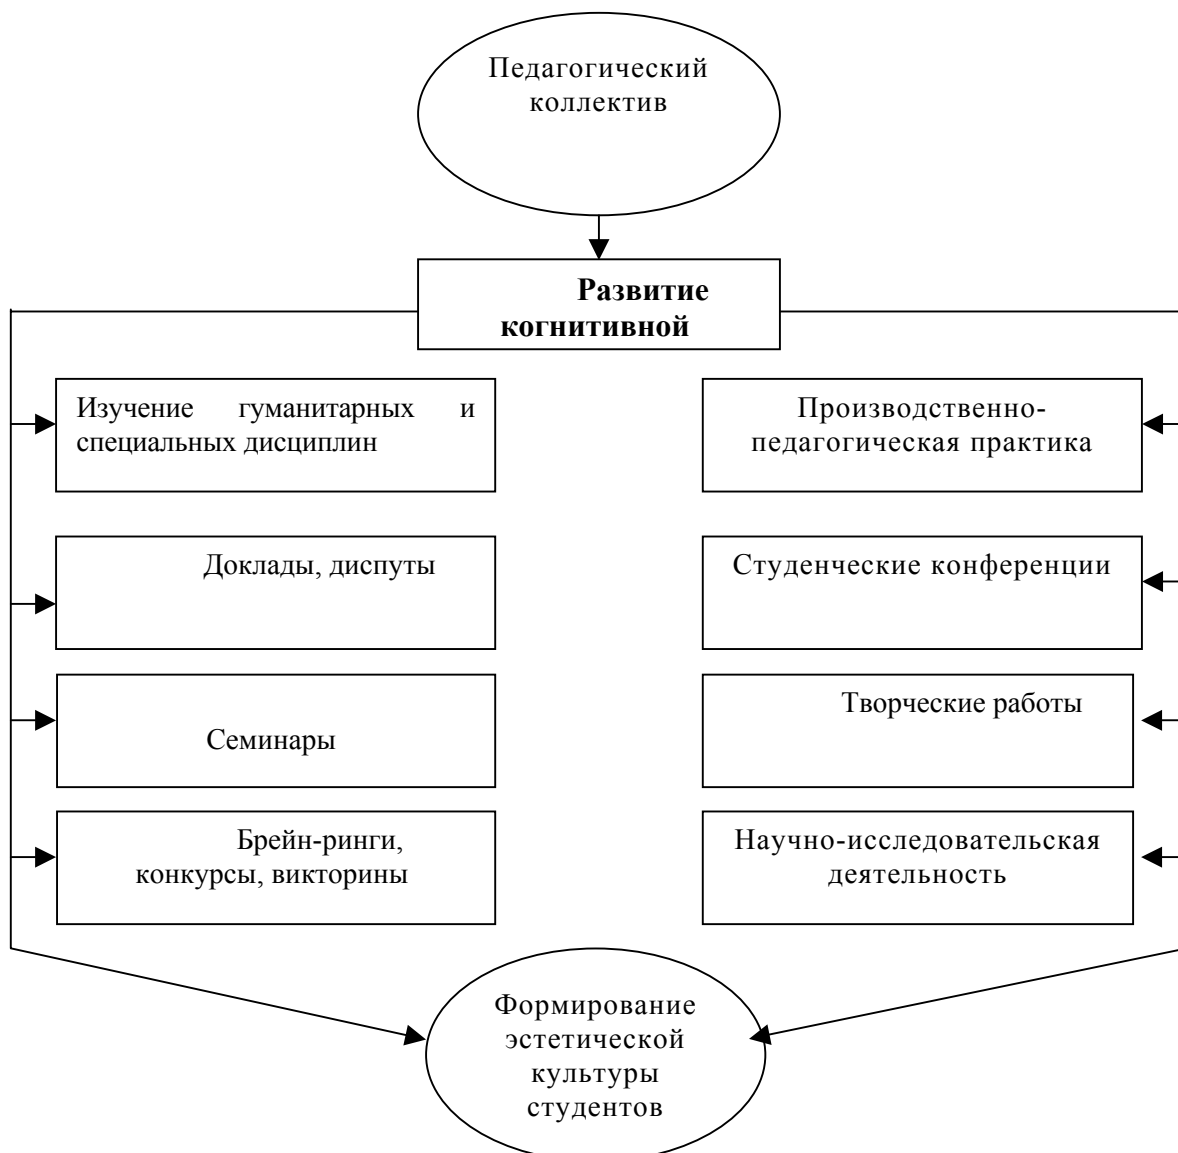 Педагогический
коллектив
Развитие
когнитивной
Изучение гуманитарных и
специальных дисциплин
Производственно-
педагогическая практика
Доклады, диспуты
Студенческие конференции
Семинары
Творческие работы
Брейн-ринги,
конкурсы, викторины
Научно-исследовательская
деятельность
Формирование
эстетической
культуры
студентов